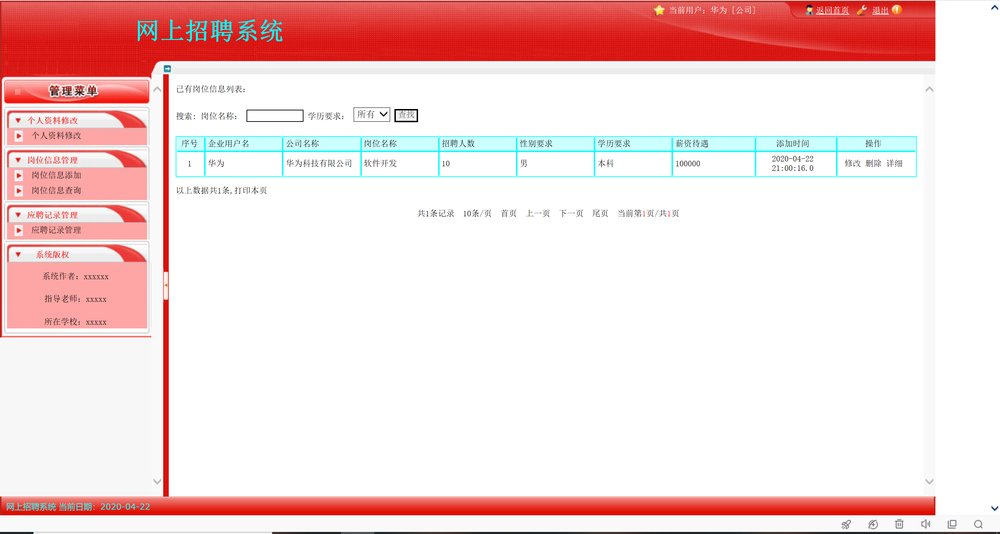 当前用户：华为 [公司] 返回首页 退出
网上招聘系统
管理菜单
个人资料修改
个人资料修改
岗位信息管理
岗位信息添加
岗位信息查询
应聘记录管理
应聘记录管理
系统版权
系统作者：xxxxxx
指导老师：xxxxx
所在学校：xxxxx
已有岗位信息列表：
搜索: 岗位名称： 学历要求： 所有 查找
序号 企业用户名 公司名称 岗位名称 招聘人数 性别要求 学历要求 薪资待遇 添加时间 操作
1 华为 华为科技有限公司 软件开发 10 男 本科 100000 2020-04-22 21:00:16.0 修改 删除 详细
以上数据共1条,打印本页
共1条记录 10条/页 首页 上一页 下一页 尾页 当前第1页/共1页
网上招聘系统 当前日期：2020-04-22